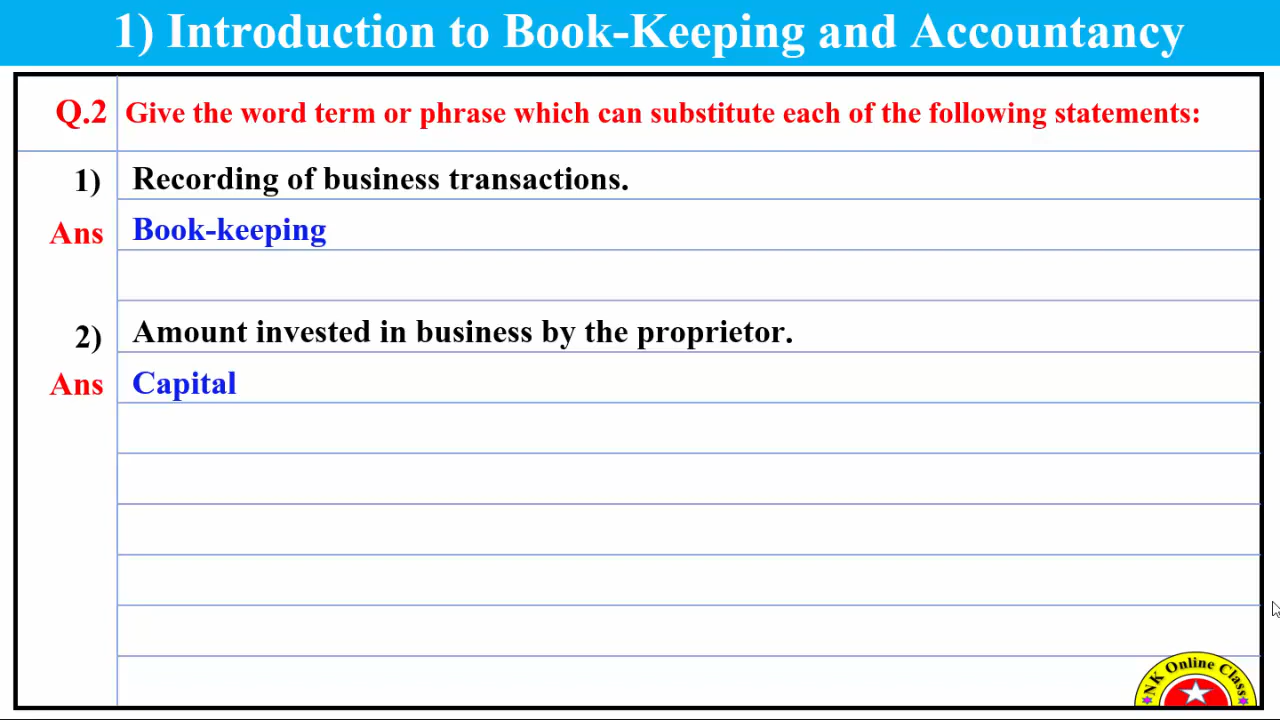 1) Introduction to Book-Keeping and Accountancy
Q.2 Give the word term or phrase which can substitute each of the following statements:
1) Recording of business transactions.
Ans Book-keeping
2) Amount invested in business by the proprietor.
Ans Capital
NK Online Class